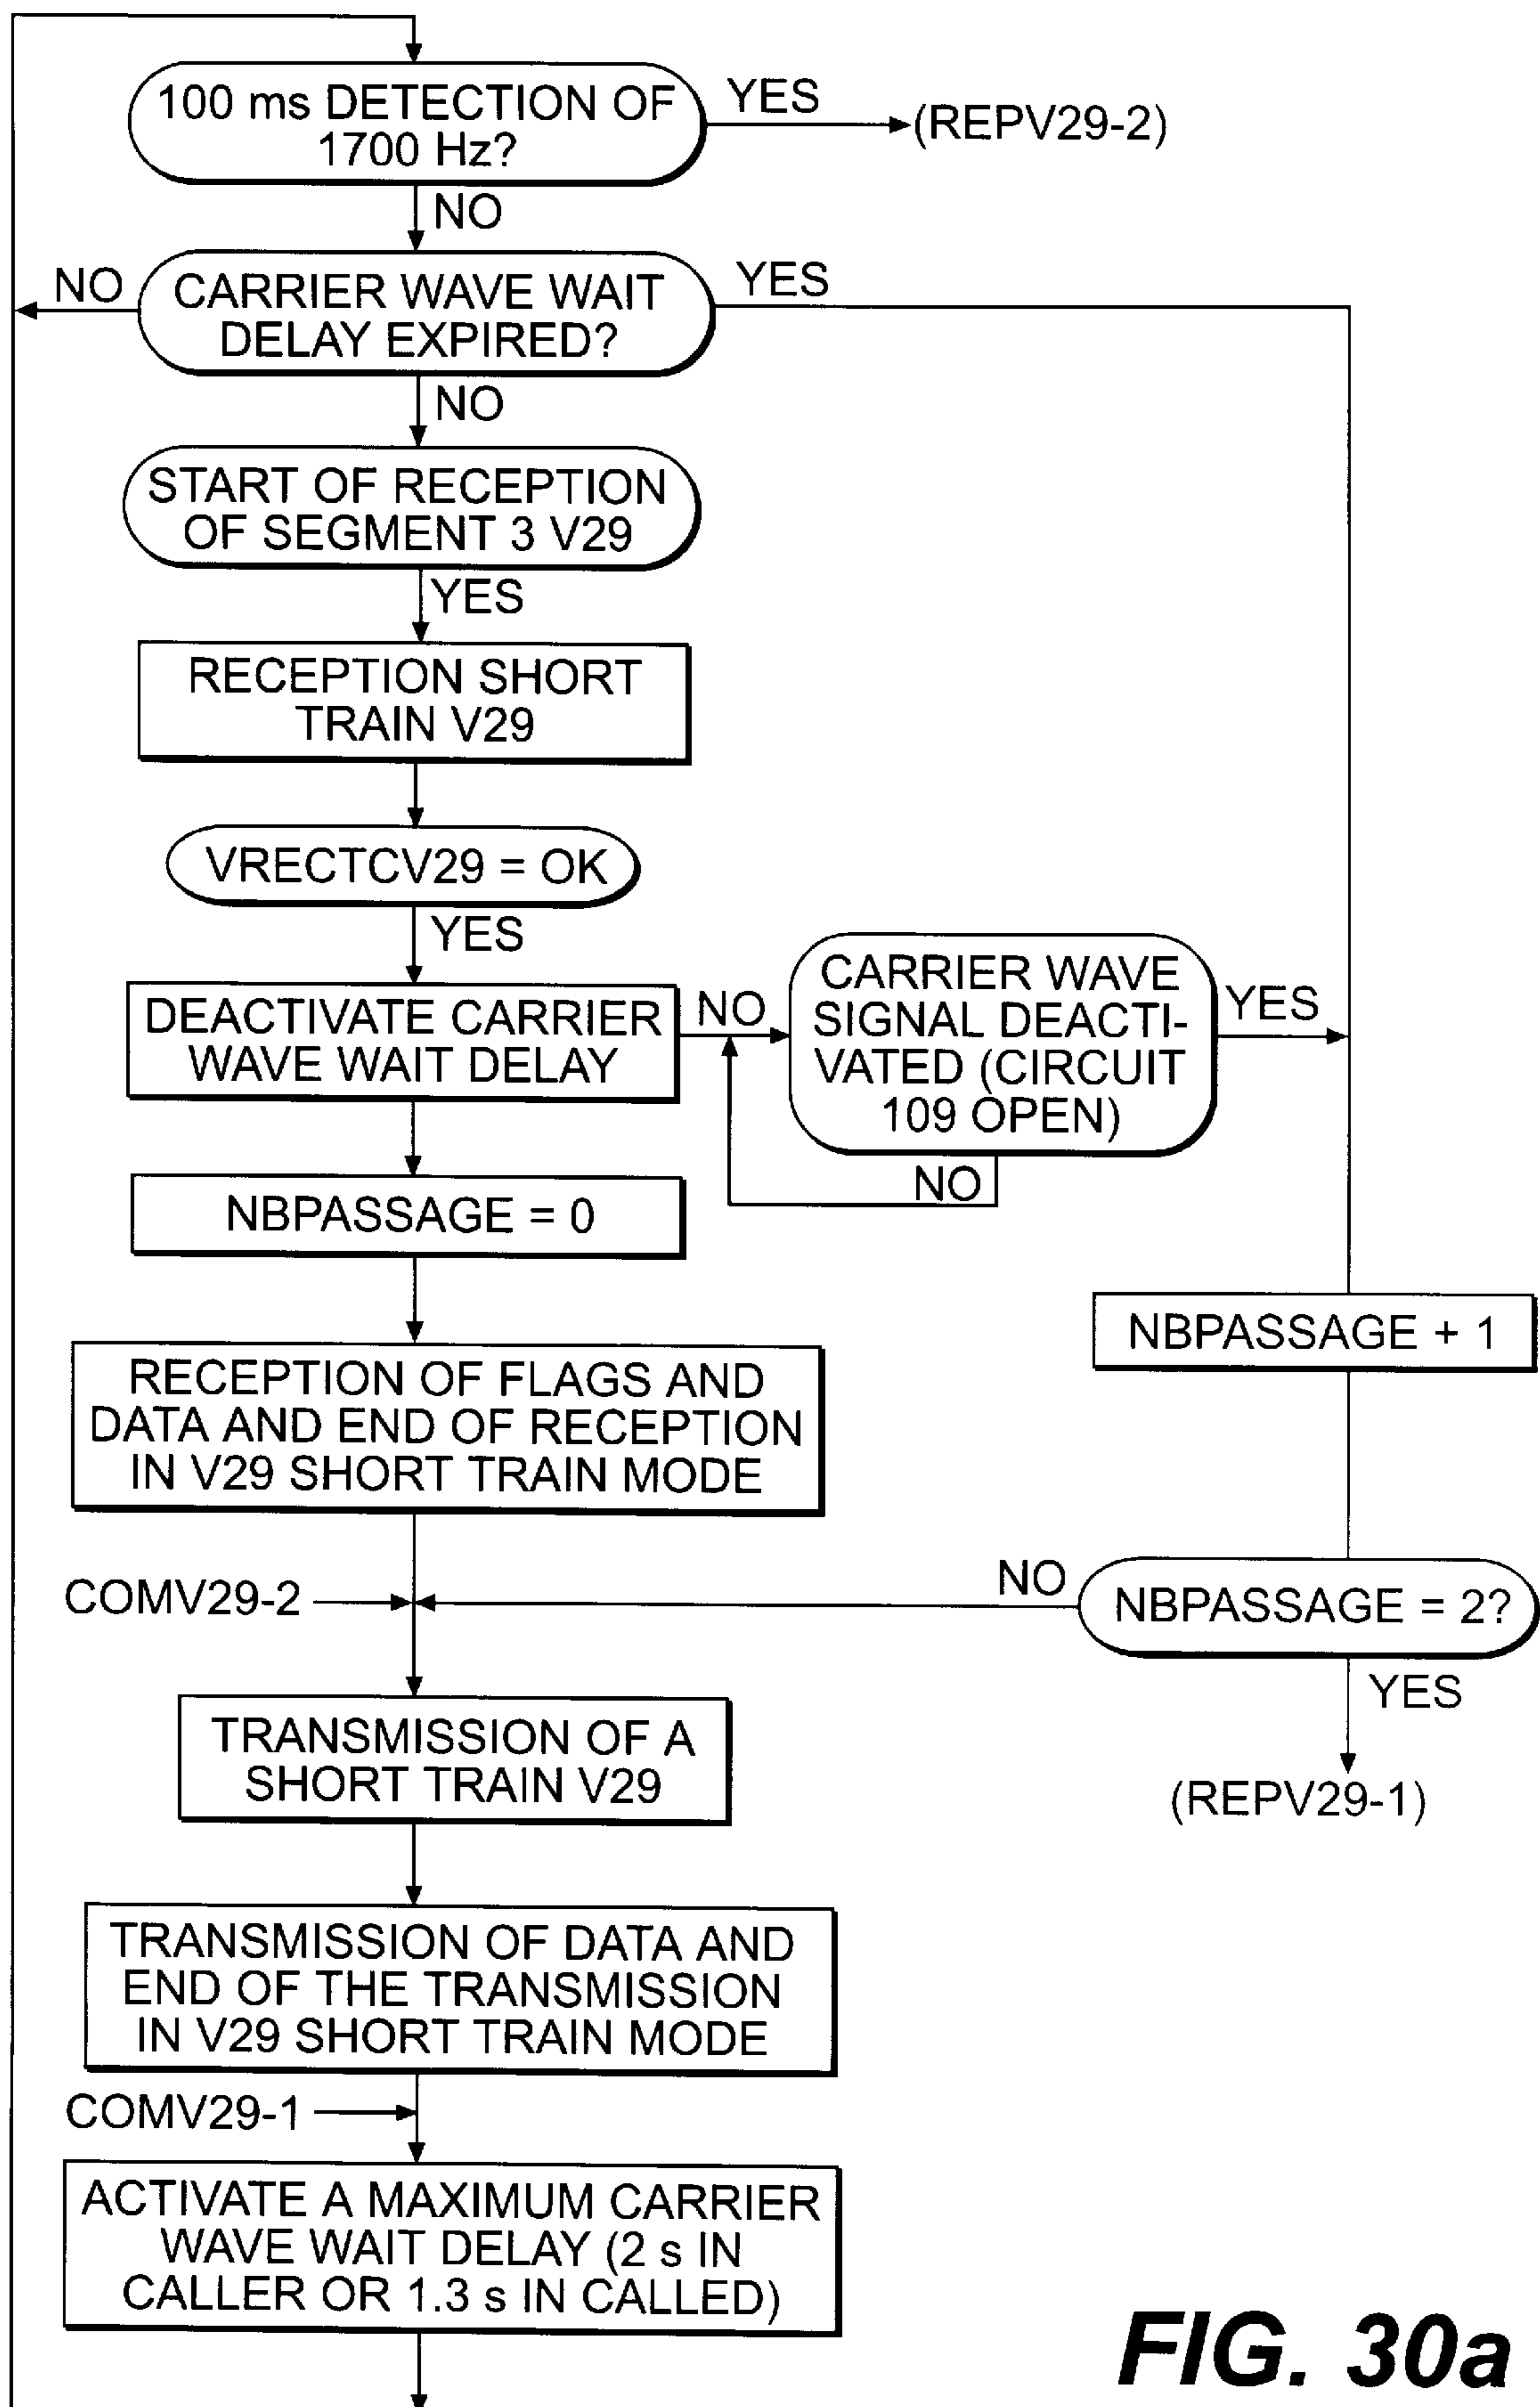 100 ms DETECTION OF
1700 Hz?
YES
(REPV29-2)
NO
NO
CARRIER WAVE WAIT
DELAY EXPIRED?
YES
NO
START OF RECEPTION
OF SEGMENT 3 V29
YES
RECEPTION SHORT
TRAIN V29
VRECTCV29 = OK
YES
DEACTIVATE CARRIER
WAVE WAIT DELAY
NO
CARRIER WAVE
SIGNAL DEACTI-
VATED (CIRCUIT
109 OPEN)
YES
NO
NBPASSAGE = 0
NBPASSAGE + 1
RECEPTION OF FLAGS AND
DATA AND END OF RECEPTION
IN V29 SHORT TRAIN MODE
COMV29-2
NO
NBPASSAGE = 2?
YES
(REPV29-1)
TRANSMISSION OF A
SHORT TRAIN V29
TRANSMISSION OF DATA AND
END OF THE TRANSMISSION
IN V29 SHORT TRAIN MODE
COMV29-1
ACTIVATE A MAXIMUM CARRIER
WAVE WAIT DELAY (2 s IN
CALLER OR 1.3 s IN CALLED)
FIG. 30a